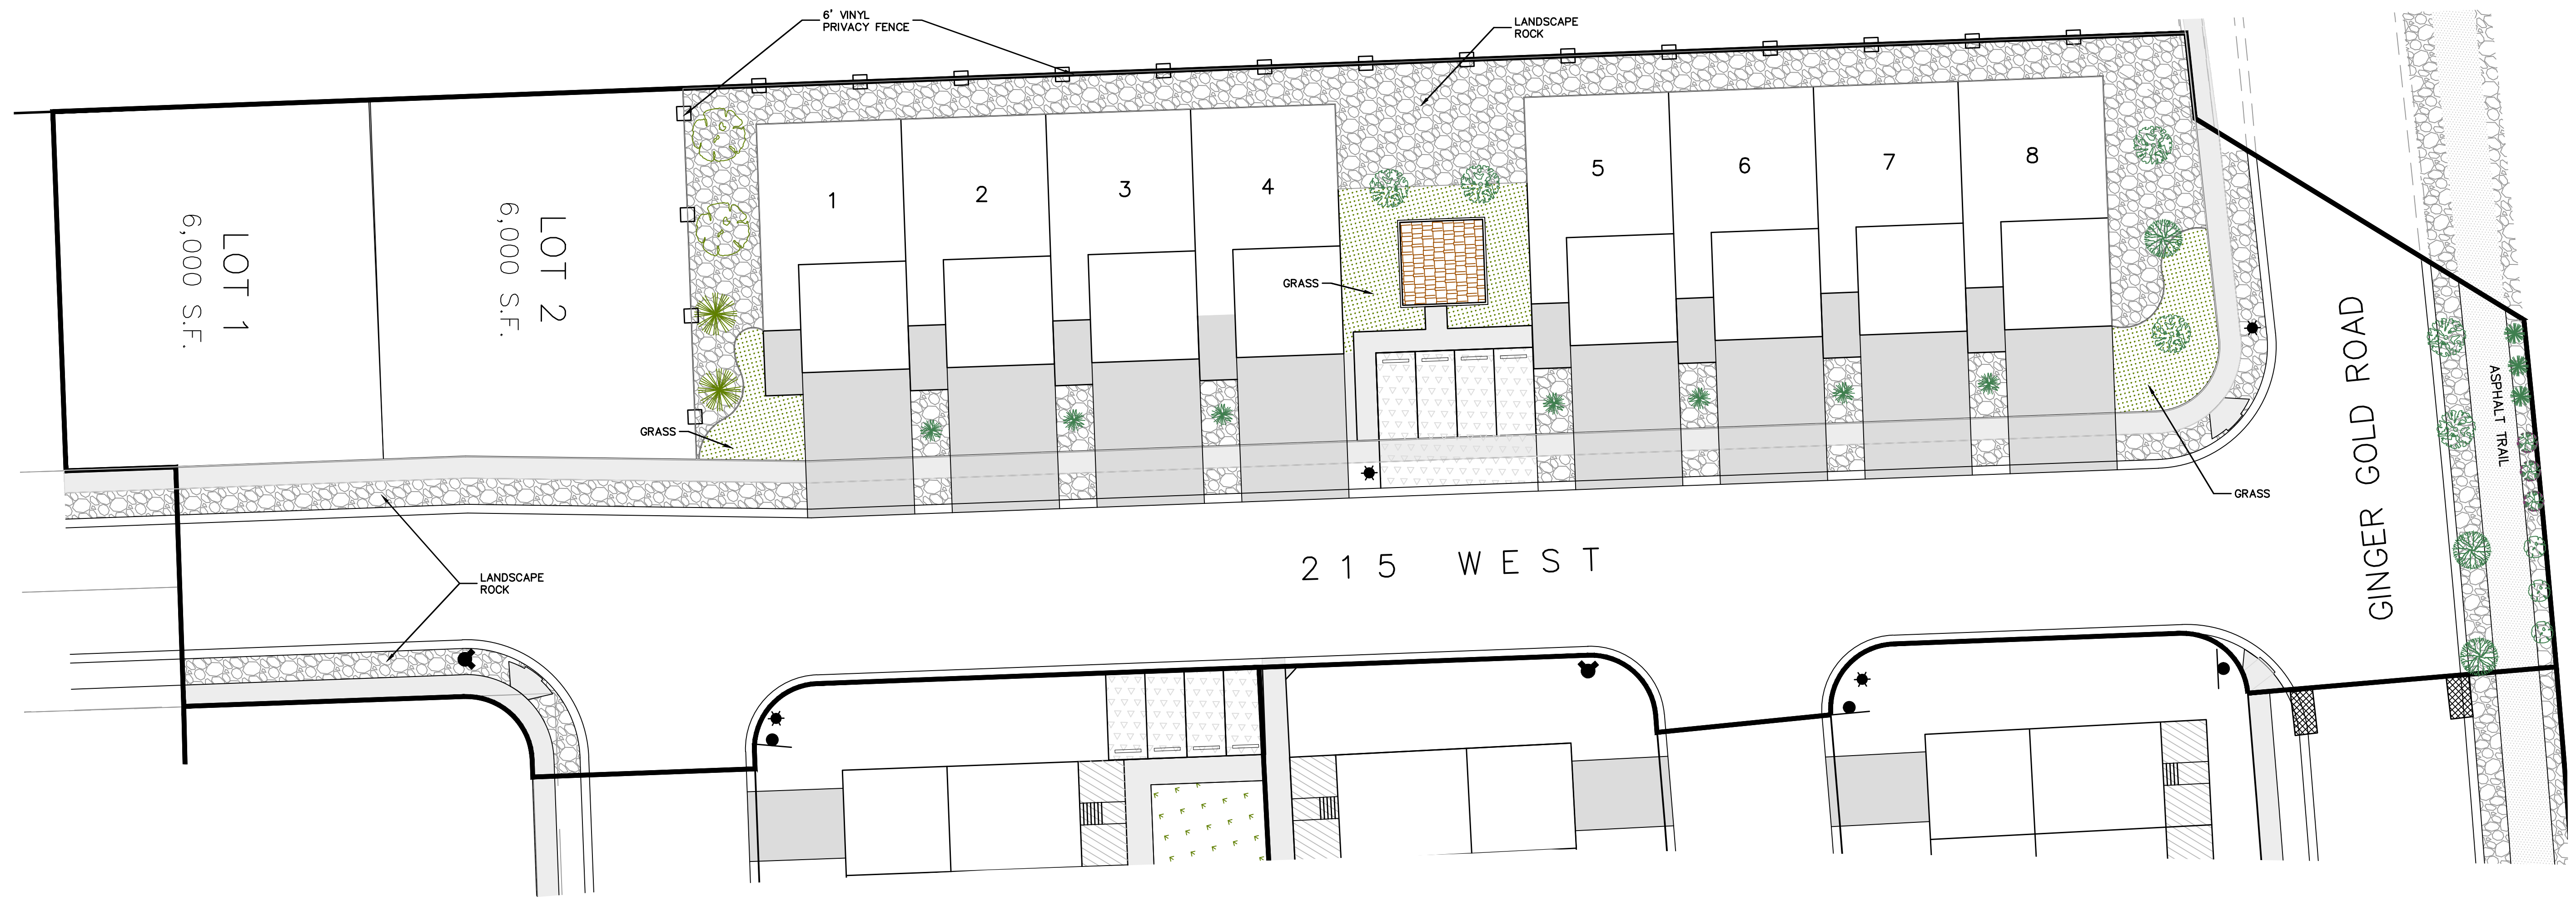 6' VINYL
PRIVACY FENCE
LANDSCAPE
ROCK
LOT 1
6,000 S.F.
LOT 2
6,000 S.F.
1
2
3
4
5
6
7
8
GRASS
GRASS
GRASS
LANDSCAPE
ROCK
215 WEST
GINGER GOLD ROAD
ASPHALT TRAIL